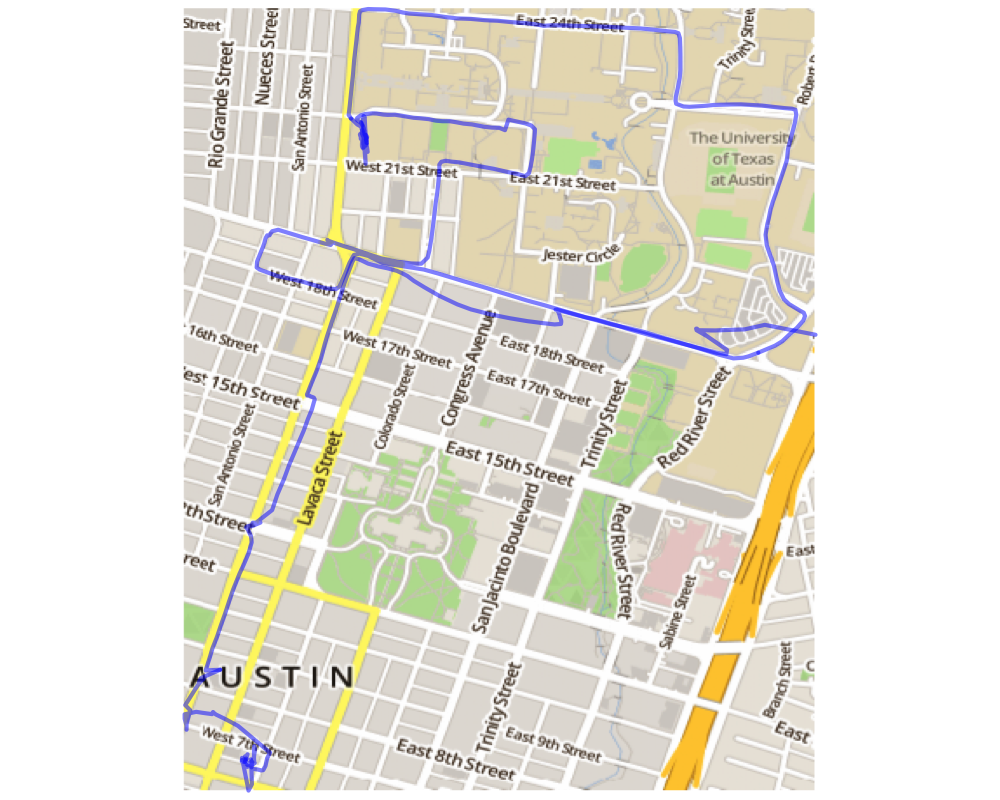 Street
East 24th Street
Trinity Stree
Nueces Street
Rio Grande Street
San Antonio Street
Robert D
The University
of Texas
at Austin
West 21st Street
East 21st Street
Jester Circle
West 18th Street
16th Street
West 17th Street
Congress Avenue
East 18th Street
est 15th Street
Colorado Street
East 17th Street
Trinity Street
Red River Street
San Antonio Street
Lavaca Street
East 15th Street
th Street
San Jacinto Boulevard
Red River Street
East
reet
Sabine Street
AUSTIN
Branch Street
C
Trinity Street
West 7th Street
East 8th Street
East 9th Street
East